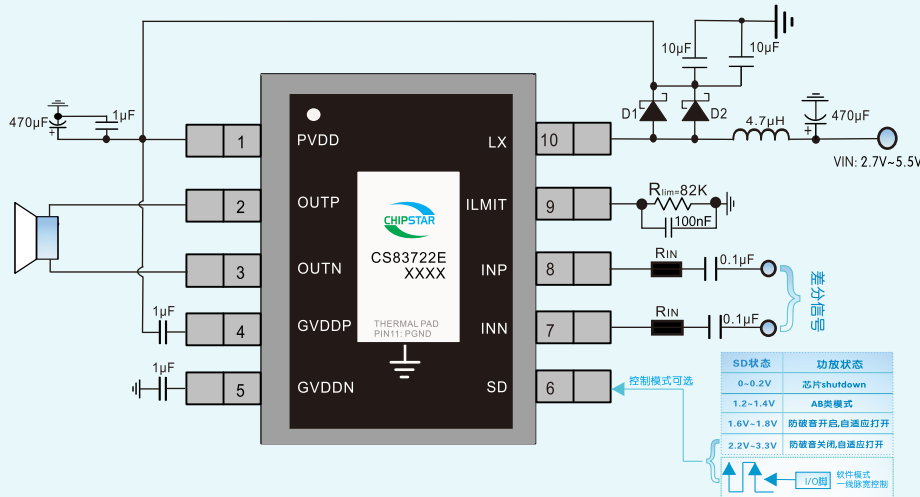 10μF
10μF
470μF
1μF
D1
D2
4.7μH
470μF
VIN: 2.7V~5.5V
1
PVDD
LX
10
2
OUTP
ILMIT
9
Rlim=82K
100nF
CHIPSTAR
CS83722E
XXXX
3
OUTN
INP
8
RIN
0.1μF
差分信号
1μF
4
GVDDP
THERMAL PAD
PIN11: PGND
INN
7
RIN
0.1μF
1μF
5
GVDDN
SD
6
控制模式可选
SD状态 功放状态
0~0.2V 芯片shutdown
1.2~1.4V AB类模式
1.6V~1.8V 防破音开启,自适应打开
2.2V~3.3V 防破音关闭,自适应打开
I/O脚
软件模式
一线脉宽控制